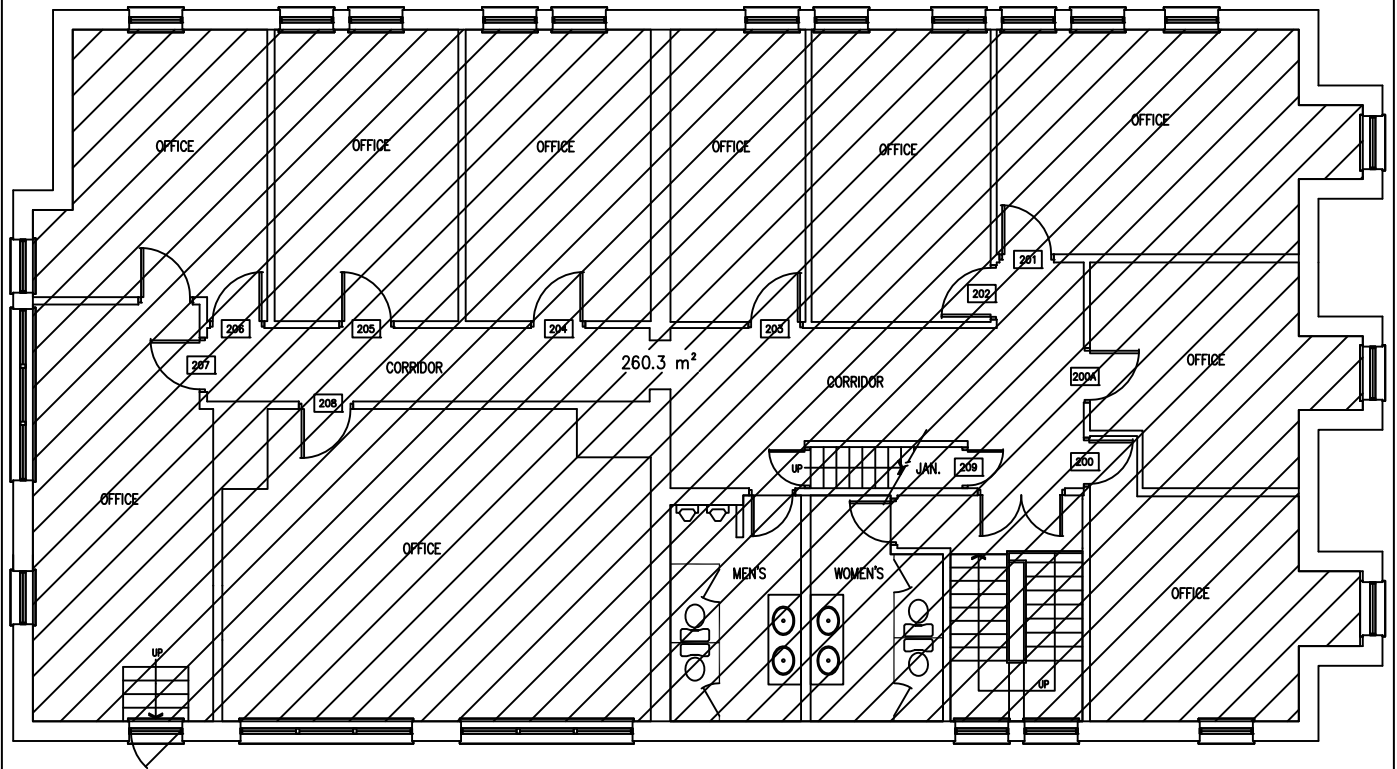 OFFICE
OFFICE
OFFICE
OFFICE
OFFICE
OFFICE
201
202
206
205
204
203
207
CORRIDOR
260.3 m²
CORRIDOR
200A
OFFICE
208
UP
JAN.
209
200
OFFICE
OFFICE
MEN'S
WOMEN'S
OFFICE
UP
UP